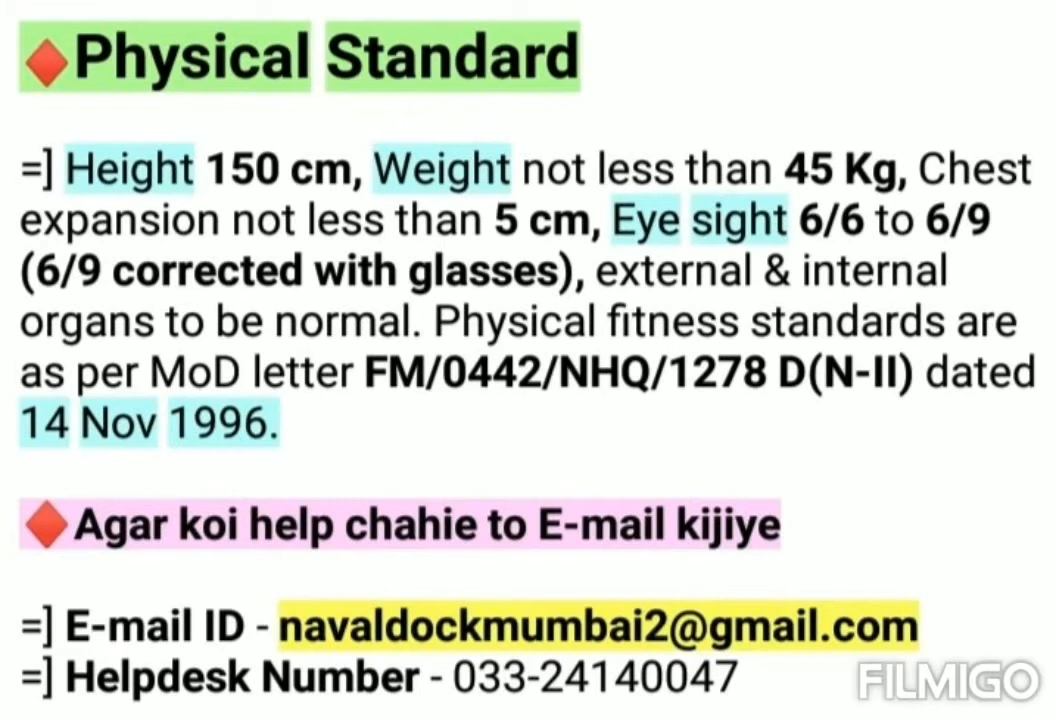 ♦Physical Standard
=] Height 150 cm, Weight not less than 45 Kg, Chest
expansion not less than 5 cm, Eye sight 6/6 to 6/9
(6/9 corrected with glasses), external & internal
organs to be normal. Physical fitness standards are
as per MoD letter FM/0442/NHQ/1278 D(N-II) dated
14 Nov 1996.
♦Agar koi help chahie to E-mail kijiye
=] E-mail ID - navaldockmumbai2@gmail.com
=] Helpdesk Number - 033-24140047
FILMIGO